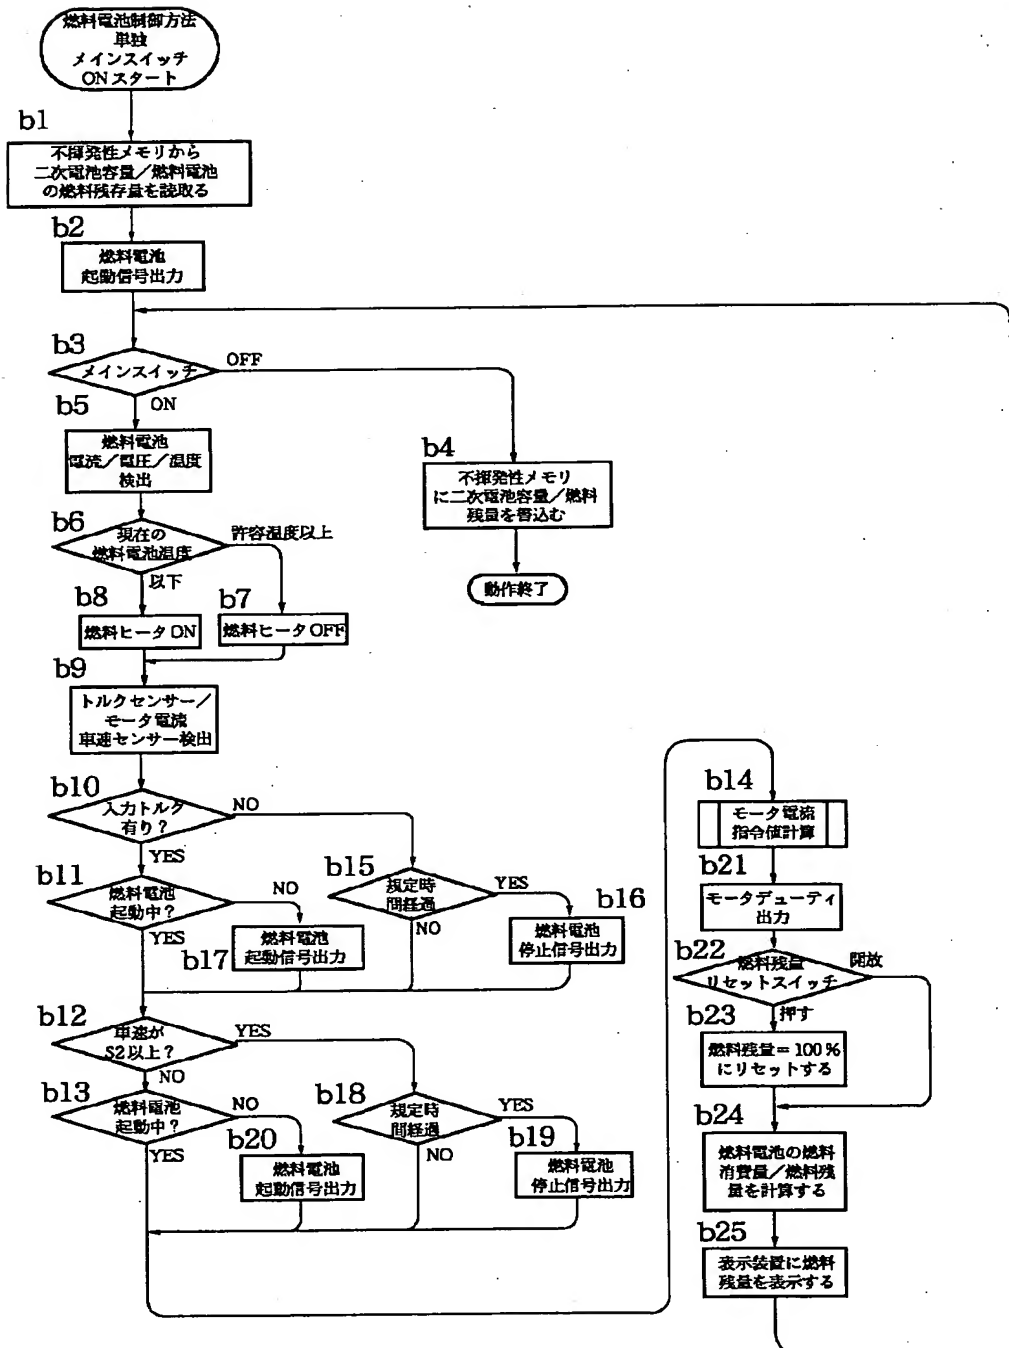 燃料電池制御方法
単独
メインスイッチ
ONスタート
b1
不揮発性メモリから
二次電池容量／燃料電池
の燃料残存量を読取る
b2
燃料電池
起動信号出力
b3
メインスイッチ
OFF
ON
b4
不揮発性メモリ
に二次電池容量／燃料
残量を書込む
動作終了
b5
燃料電池
電流／電圧／温度
検出
b6
現在の
燃料電池温度
許容温度以上
以下
b8
燃料ヒータON
b7
燃料ヒータOFF
b9
トルクセンサー／
モータ電流
車速センサー検出
b10
入力トルク
有り？
NO
YES
b11
燃料電池
起動中？
NO
YES
b15
規定時
間経過
YES
NO
b16
燃料電池
停止信号出力
b17
燃料電池
起動信号出力
b12
車速が
S2以上？
YES
NO
b13
燃料電池
起動中？
NO
YES
b18
規定時
間経過
YES
NO
b19
燃料電池
停止信号出力
b20
燃料電池
起動信号出力
b14
モータ電流
指令値計算
b21
モータデューティ
出力
b22
燃料残量
リセットスイッチ
開放
押す
b23
燃料残量＝100％
にリセットする
b24
燃料電池の燃料
消費量／燃料残
量を計算する
b25
表示装置に燃料
残量を表示する